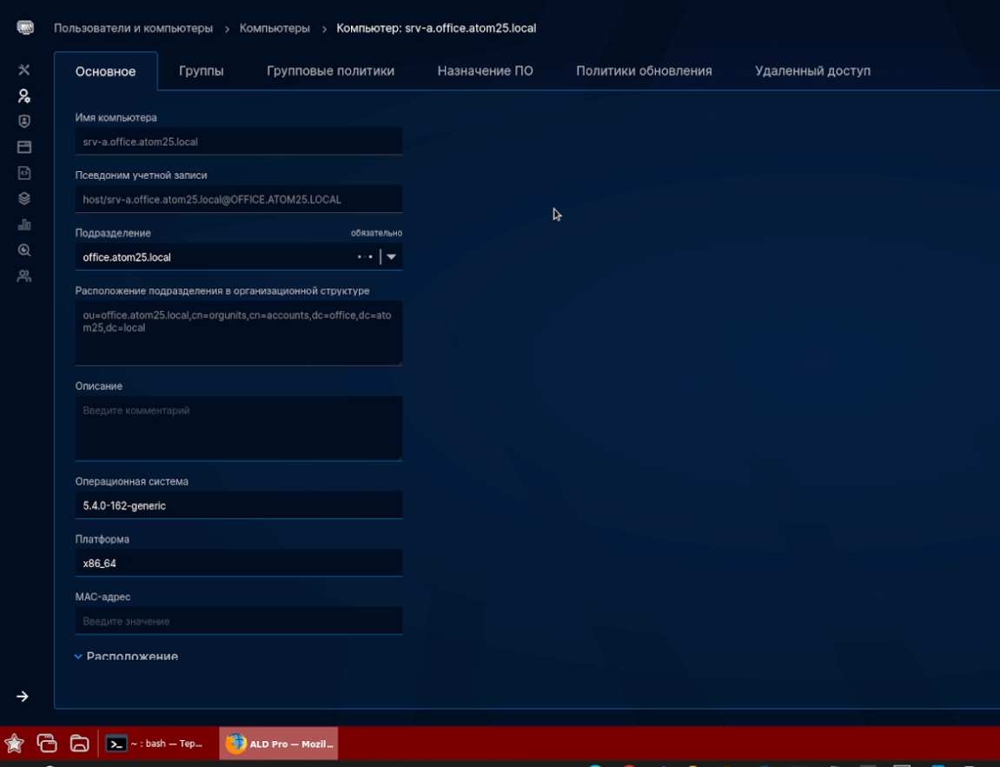 Пользователи и компьютеры › Компьютеры › Компьютер: srv-a.office.atom25.local
Основное Группы Групповые политики Назначение ПО Политики обновления Удаленный доступ
Имя компьютера
srv-a.office.atom25.local
Псевдоним учетной записи
host/srv-a.office.atom25.local@OFFICE.ATOM25.LOCAL
Подразделение обязательно
office.atom25.local
Расположение подразделения в организационной структуре
ou=office.atom25.local,cn=orgunits,cn=accounts,dc=office,dc=ato
m25,dc=local
Описание
Введите комментарий
Операционная система
5.4.0-162-generic
Платформа
x86_64
MAC-адрес
Введите значение
Расположение
~ : bash — Тер... ALD Pro — Mozil...